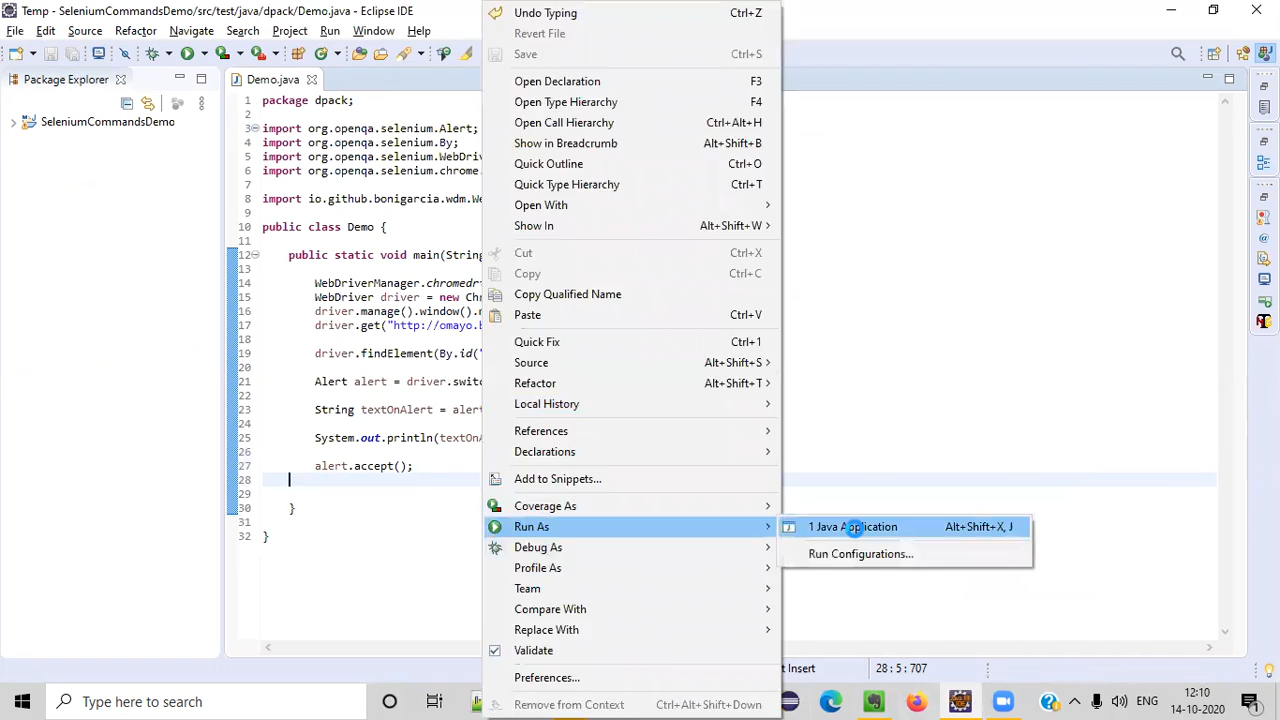 Temp - SeleniumCommandsDemo/src/test/java/dpack/Demo.java - Eclipse IDE
File Edit Source Refactor Navigate Search Project Run Window Help
Package Explorer
SeleniumCommandsDemo
Demo.java
1 package dpack;
2
3 import org.openqa.selenium.Alert;
4 import org.openqa.selenium.By;
5 import org.openqa.selenium.WebDriv
6 import org.openqa.selenium.chrome.
7
8 import io.github.bonigarcia.wdm.We
9
10 public class Demo {
11
12 public static void main(String
13
14 WebDriverManager.chromedr
15 WebDriver driver = new Chr
16 driver.manage().window().m
17 driver.get("http://omayo.b
18
19 driver.findElement(By.id("
20
21 Alert alert = driver.switc
22
23 String textOnAlert = alert
24
25 System.out.println(textOnA
26
27 alert.accept();
28
29
30 }
31
32 }
Undo Typing Ctrl+Z
Revert File
Save Ctrl+S
Open Declaration F3
Open Type Hierarchy F4
Open Call Hierarchy Ctrl+Alt+H
Show in Breadcrumb Alt+Shift+B
Quick Outline Ctrl+O
Quick Type Hierarchy Ctrl+T
Open With
Show In Alt+Shift+W
Cut Ctrl+X
Copy Ctrl+C
Copy Qualified Name
Paste Ctrl+V
Quick Fix Ctrl+1
Source Alt+Shift+S
Refactor Alt+Shift+T
Local History
References
Declarations
Add to Snippets...
Coverage As
Run As
Debug As
Profile As
Team
Compare With
Replace With
Validate
Preferences...
Remove from Context Ctrl+Alt+Shift+Down
1 Java Application Alt+Shift+X, J
Run Configurations...
t Insert 28 : 5 : 707
Type here to search
ENG
2:10
14-10-2020